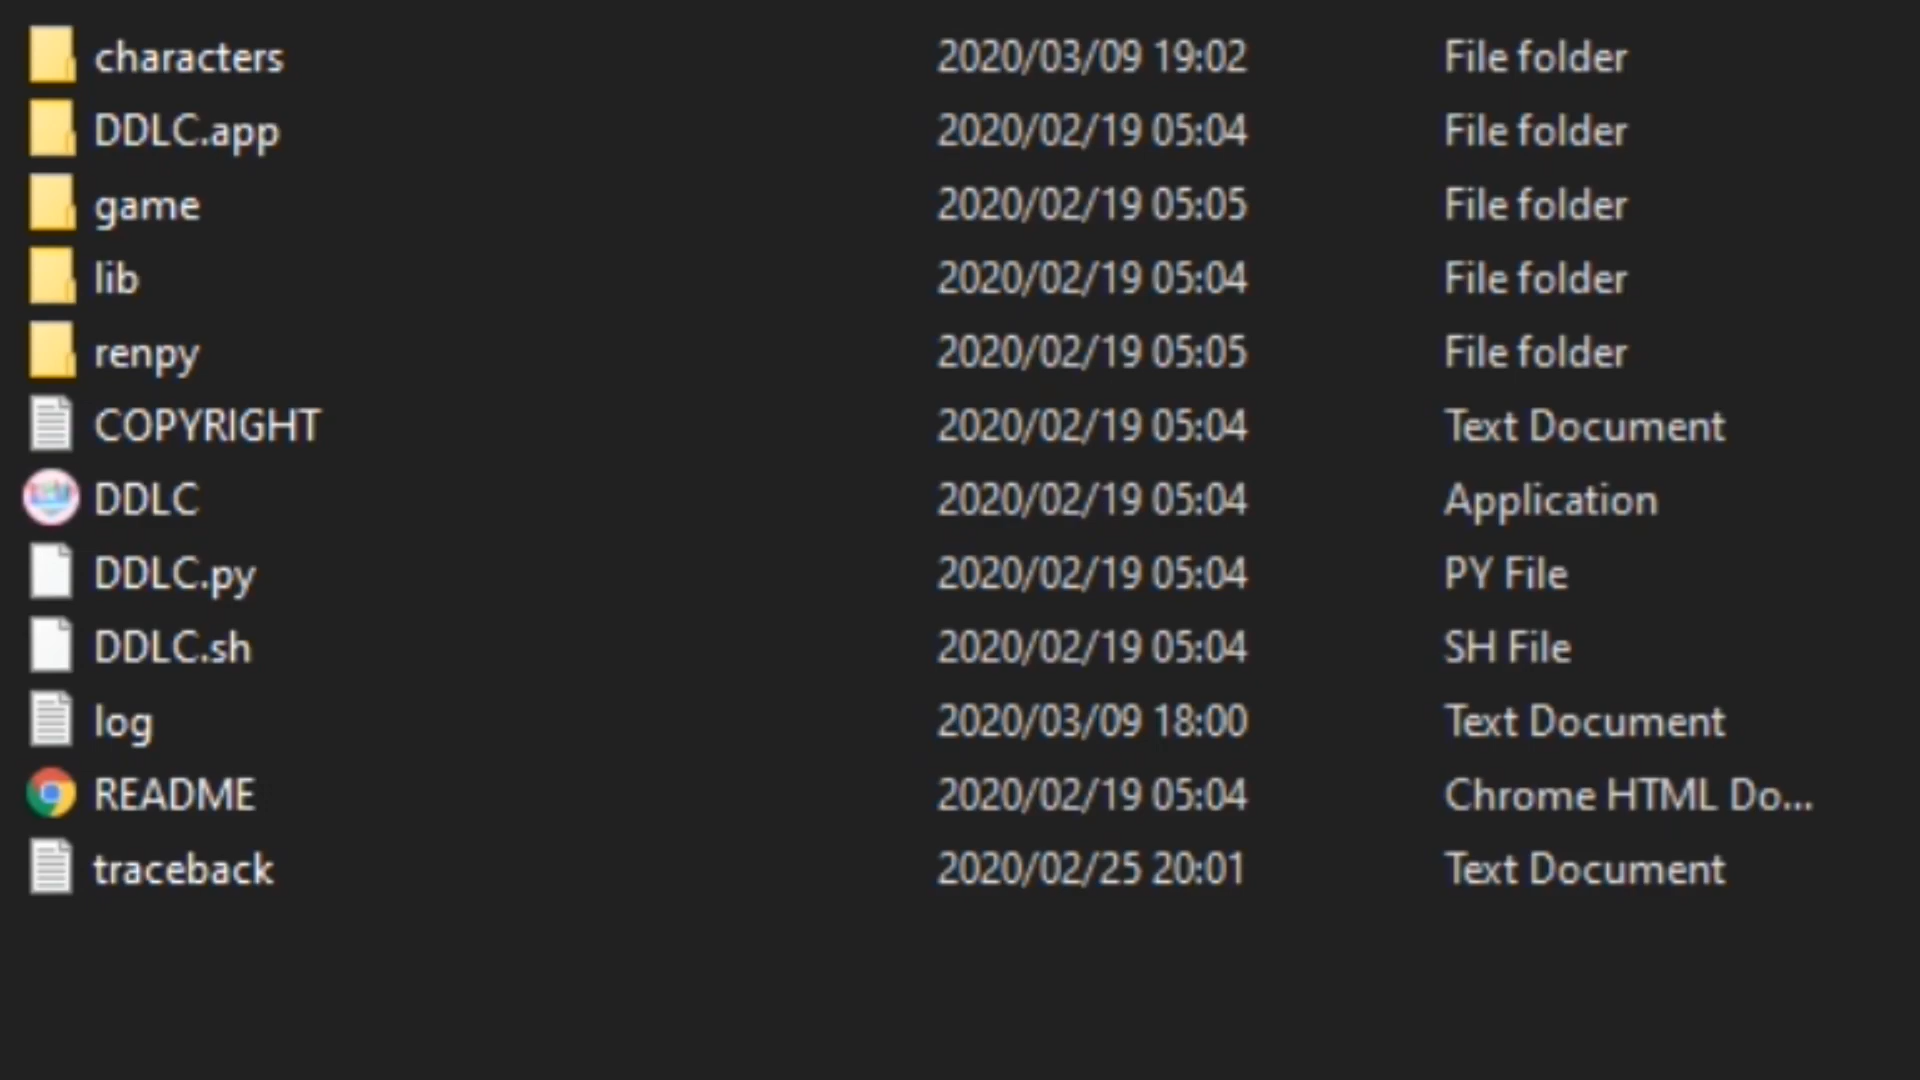 characters 2020/03/09 19:02 File folder
DDLC.app 2020/02/19 05:04 File folder
game 2020/02/19 05:05 File folder
lib 2020/02/19 05:04 File folder
renpy 2020/02/19 05:05 File folder
COPYRIGHT 2020/02/19 05:04 Text Document
DDLC 2020/02/19 05:04 Application
DDLC.py 2020/02/19 05:04 PY File
DDLC.sh 2020/02/19 05:04 SH File
log 2020/03/09 18:00 Text Document
README 2020/02/19 05:04 Chrome HTML Do...
traceback 2020/02/25 20:01 Text Document